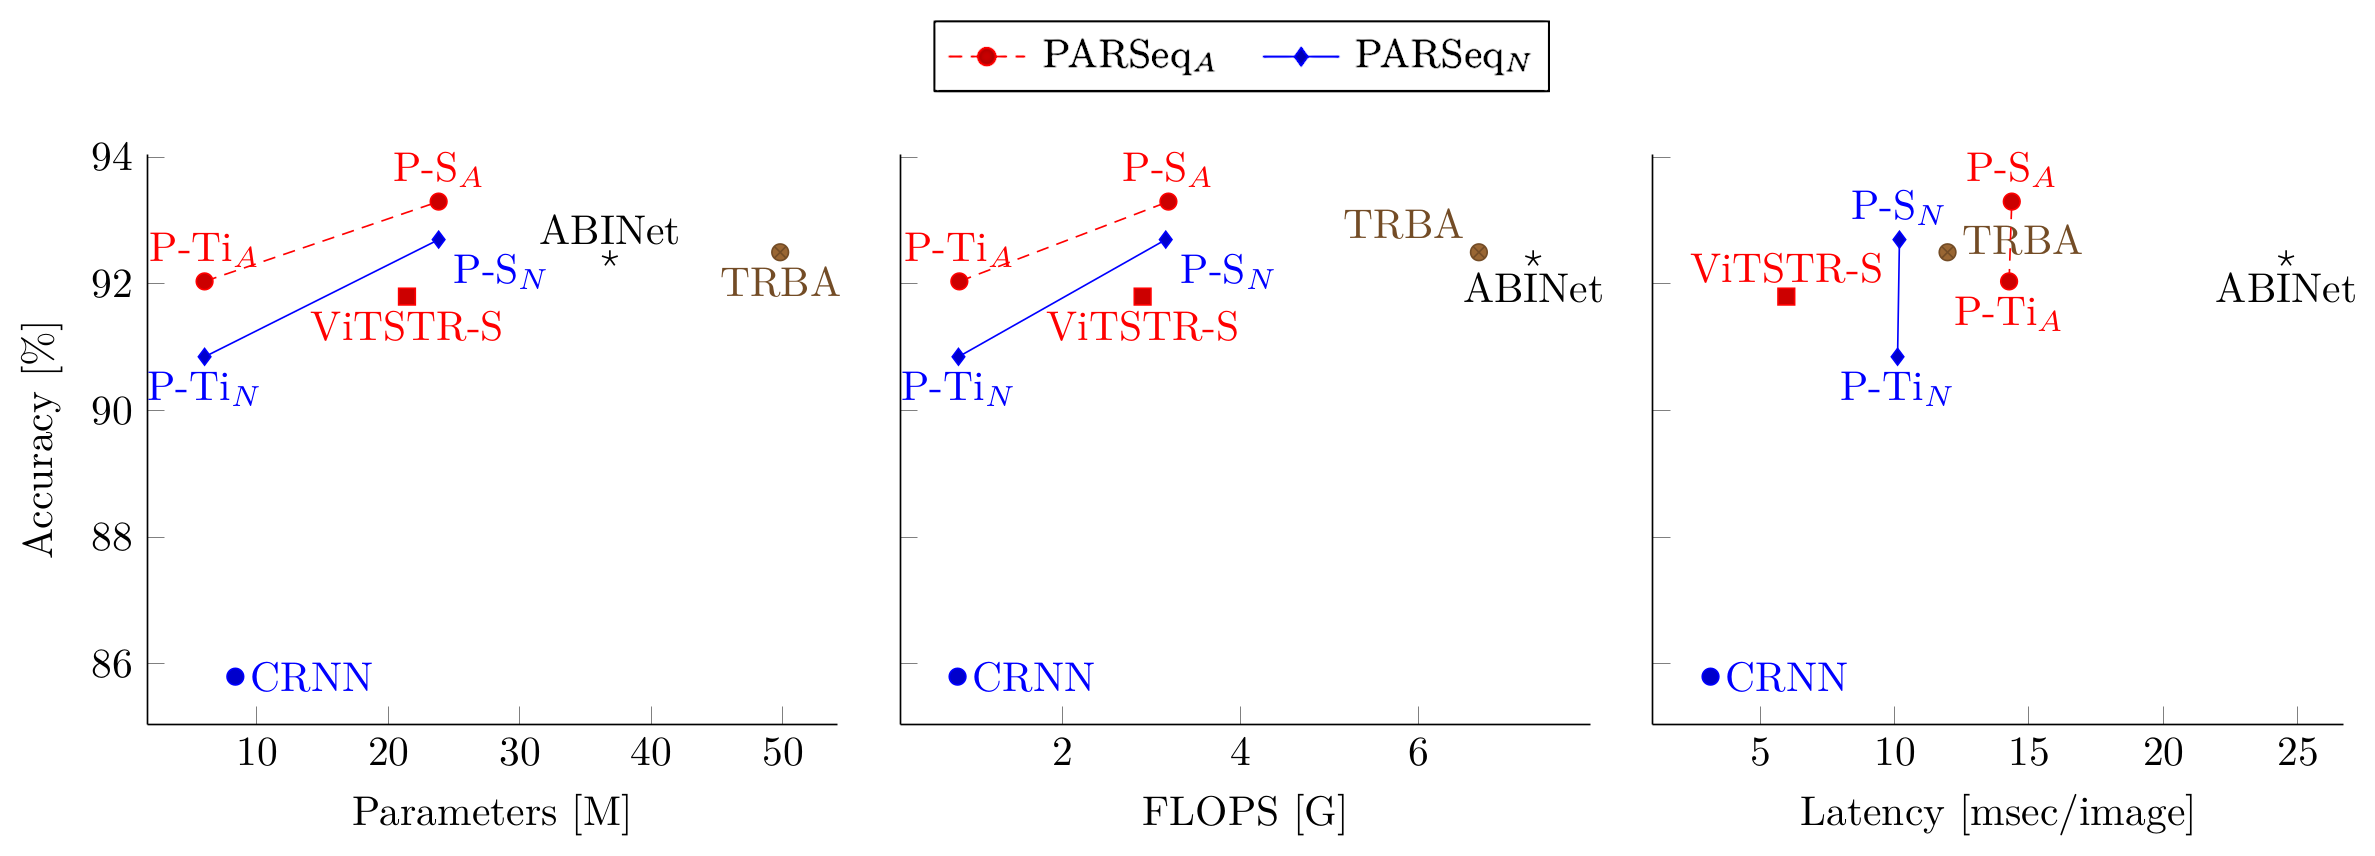 PARSeq_A PARSeq_N
Accuracy [%]
94
92
90
88
86
P-S_A
P-Ti_A
ABINet
P-S_N
TRBA
ViTSTR-S
P-Ti_N
CRNN
10 20 30 40 50
Parameters [M]
P-S_A
TRBA
P-Ti_A
P-S_N
ABINet
ViTSTR-S
P-Ti_N
CRNN
2 4 6
FLOPS [G]
P-S_A
P-S_N
TRBA
ViTSTR-S
ABINet
P-Ti_A
P-Ti_N
CRNN
5 10 15 20 25
Latency [msec/image]